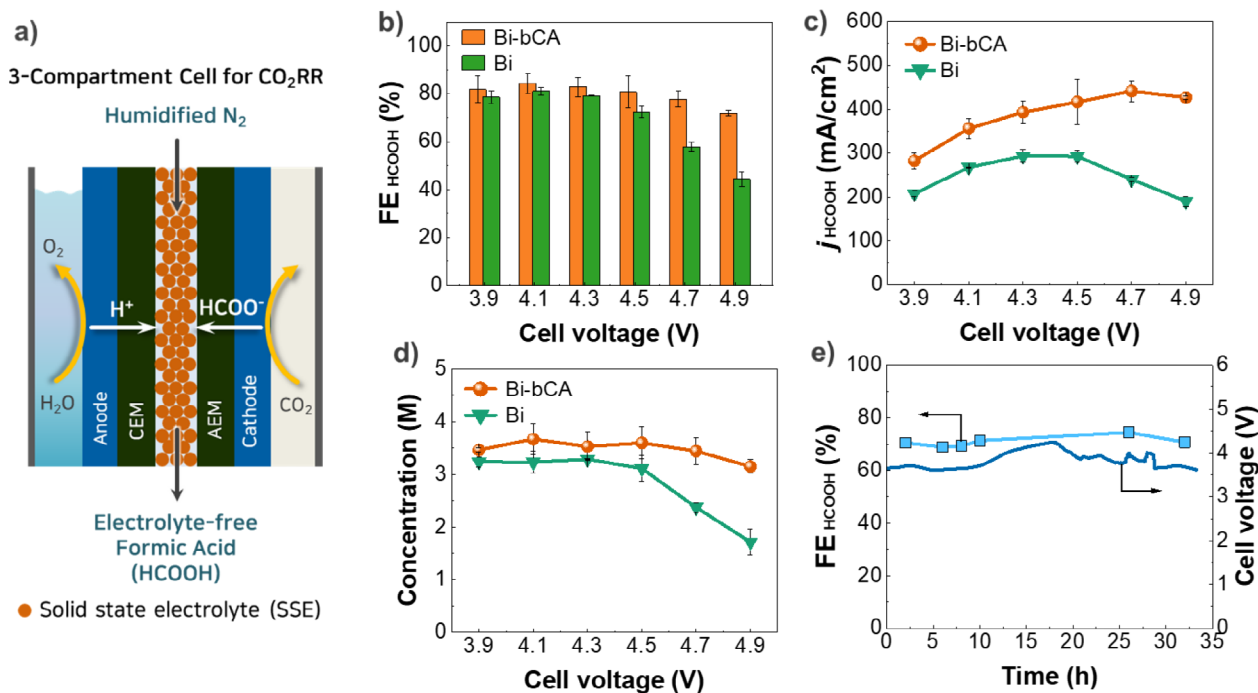 a)
3-Compartment Cell for CO₂RR
Humidified N₂
O₂
H⁺
HCOO⁻
H₂O
Anode
CEM
AEM
Cathode
CO₂
Electrolyte-free
Formic Acid
(HCOOH)
Solid state electrolyte (SSE)
b)
Bi-bCA
Bi
FE HCOOH (%)
100
80
60
40
20
0
3.9 4.1 4.3 4.5 4.7 4.9
Cell voltage (V)
c)
Bi-bCA
Bi
j HCOOH (mA/cm²)
600
500
400
300
200
100
0
3.9 4.1 4.3 4.5 4.7 4.9
Cell voltage (V)
d)
Bi-bCA
Bi
Concentration (M)
5
4
3
2
1
0
3.9 4.1 4.3 4.5 4.7 4.9
Cell voltage (V)
e)
FE HCOOH (%)
100
90
80
70
60
80
100
0 5 10 15 20 25 30 35
Time (h)
6
5
4
3
2
1
0
Cell voltage (V)